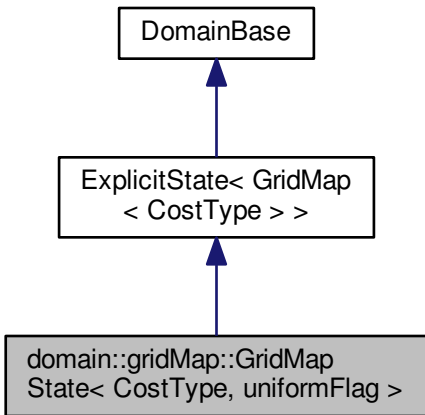 DomainBase
ExplicitState< GridMap
< CostType > >
domain::gridMap::GridMap
State< CostType, uniformFlag >